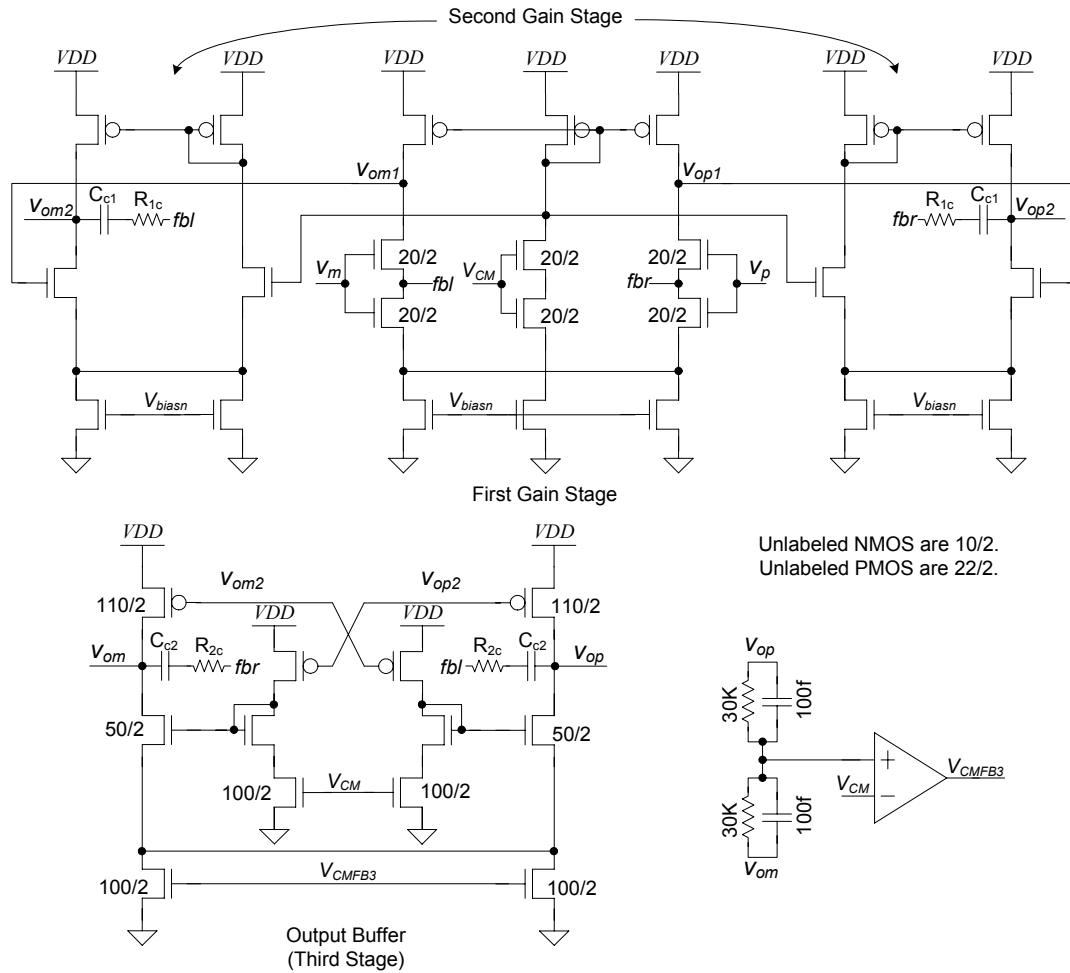 Second Gain Stage
VDD VDD VDD VDD VDD VDD VDD
vom1 vop1
Cc1 R1c Cc1
vom2 R1c vop2
fbl fbr
20/2 20/2
vm VCM fbr vp
fbl 20/2
20/2 20/2
20/2
Vbiasn Vbiasn Vbiasn
First Gain Stage
VDD VDD
vom2 vop2
110/2 VDD VDD 110/2
Cc2 R2c R2c Cc2
vom fbr fbl vop
50/2 50/2
100/2 VCM 100/2
100/2 VCMFB3 100/2
Output Buffer
(Third Stage)
Unlabeled NMOS are 10/2.
Unlabeled PMOS are 22/2.
vop
30K 100f
+ VCMFB3
VCM −
30K 100f
vom